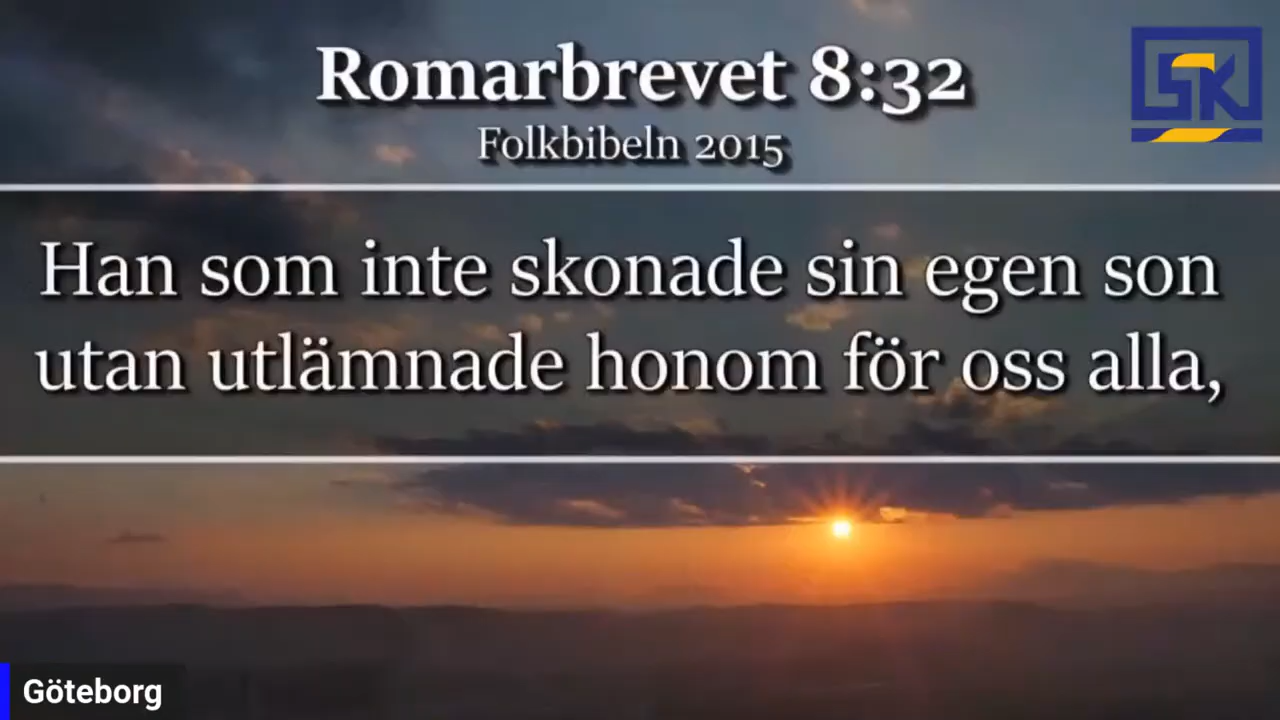 Romarbrevet 8:32
SK
Folkbibeln 2015
Han som inte skonade sin egen son
utan utlämnade honom för oss alla,
Göteborg